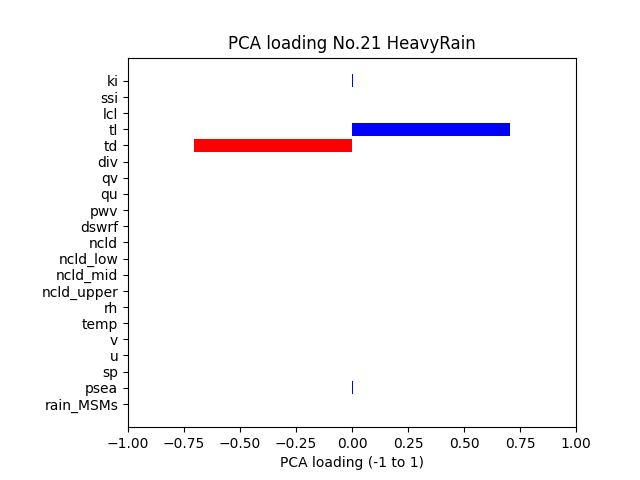 PCA loading No.21 HeavyRain
ki
ssi
lcl
tl
td
div
qv
qu
pwv
dswrf
ncld
ncld_low
ncld_mid
ncld_upper
rh
temp
v
u
sp
psea
rain_MSMs
−1.00 −0.75 −0.50 −0.25 0.00 0.25 0.50 0.75 1.00
PCA loading (-1 to 1)